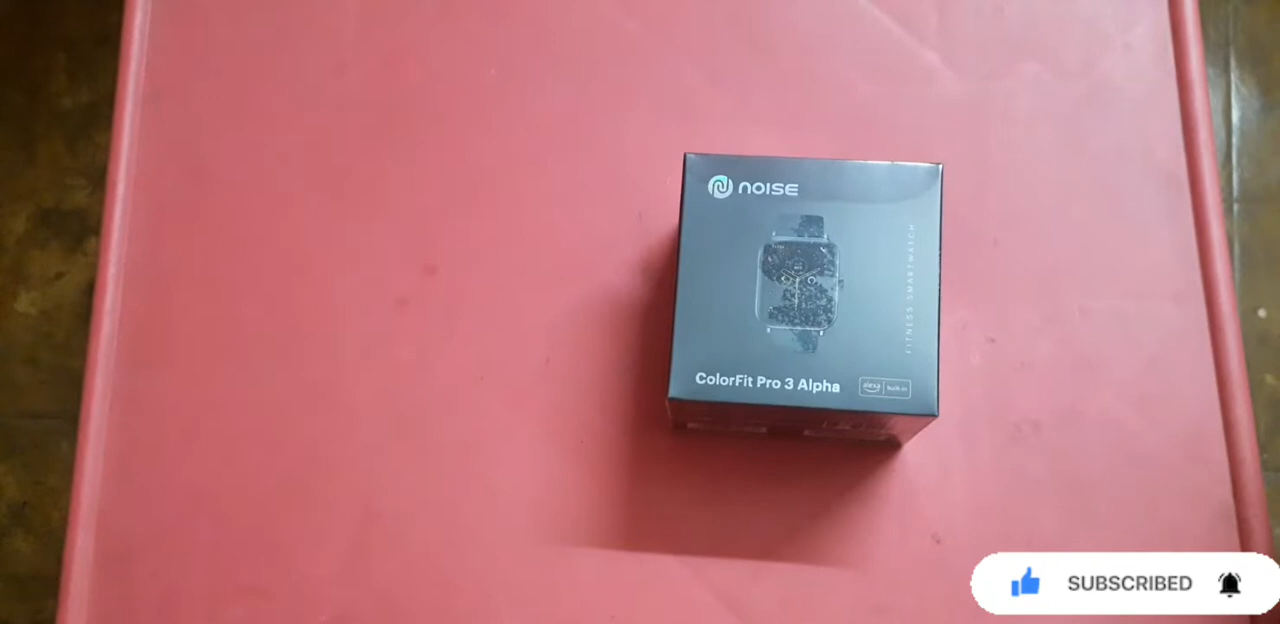 NOISE
FITNESS SMARTWATCH
ColorFit Pro 3 Alpha
alexa built-in
SUBSCRIBED